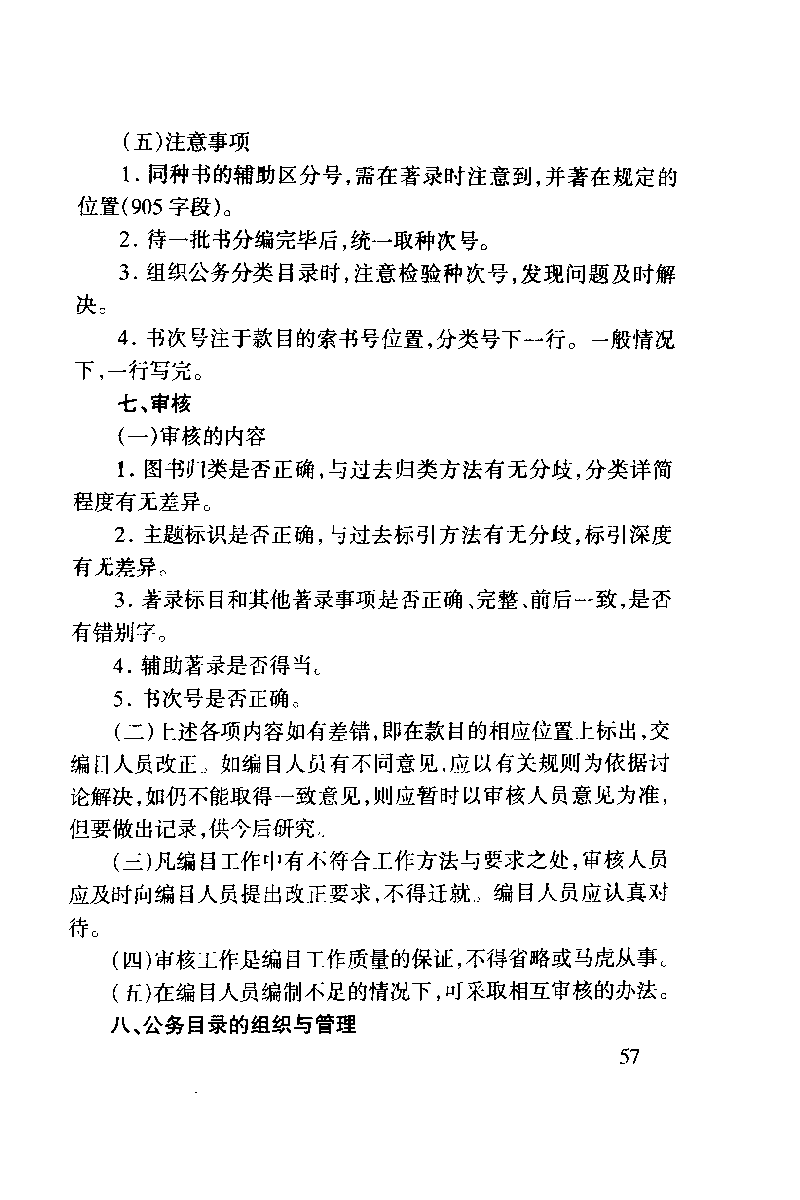 (五)注意事项
1. 同种书的辅助区分号,需在著录时注意到,并著在规定的
位置(905字段)。
2. 待一批书分编完毕后,统一取种次号。
3. 组织公务分类目录时,注意检验种次号,发现问题及时解
决。
4. 书次号注于款目的索书号位置,分类号下一行。一般情况
下,一行写完。
七、审核
(一)审核的内容
1. 图书归类是否正确,与过去归类方法有无分歧,分类详简
程度有无差异。
2. 主题标识是否正确,与过去标引方法有无分歧,标引深度
有无差异。
3. 著录标目和其他著录事项是否正确、完整、前后一致,是否
有错别字。
4. 辅助著录是否得当。
5. 书次号是否正确。
(二)上述各项内容如有差错,即在款目的相应位置上标出,交
编目人员改正。如编目人员有不同意见,应以有关规则为依据讨
论解决,如仍不能取得一致意见,则应暂时以审核人员意见为准,
但要做出记录,供今后研究。
(三)凡编目工作中有不符合工作方法与要求之处,审核人员
应及时向编目人员提出改正要求,不得迁就。编目人员应认真对
待。
(四)审核工作是编目工作质量的保证,不得省略或马虎从事。
(五)在编目人员编制不足的情况下,可采取相互审核的办法。
八、公务目录的组织与管理
57